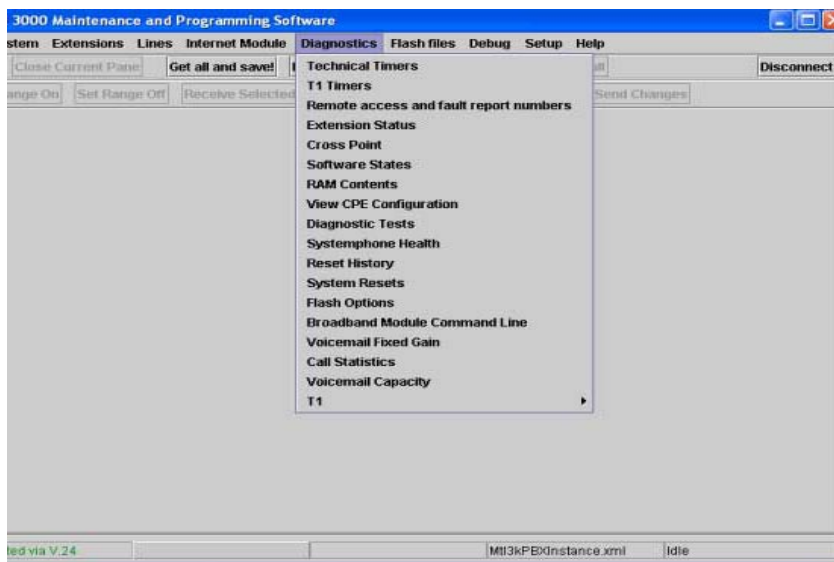 3000 Maintenance and Programming Software
stem Extensions Lines Internet Module Diagnostics Flash files Debug Setup Help
Close Current Pane Get all and save! Disconnect
ange On Set Range Off Receive Selected Send Changes
Technical Timers
T1 Timers
Remote access and fault report numbers
Extension Status
Cross Point
Software States
RAM Contents
View CPE Configuration
Diagnostic Tests
Systemphone Health
Reset History
System Resets
Flash Options
Broadband Module Command Line
Voicemail Fixed Gain
Call Statistics
Voicemail Capacity
T1
ted via V.24 Mtl3kPBXInstance.xml Idle